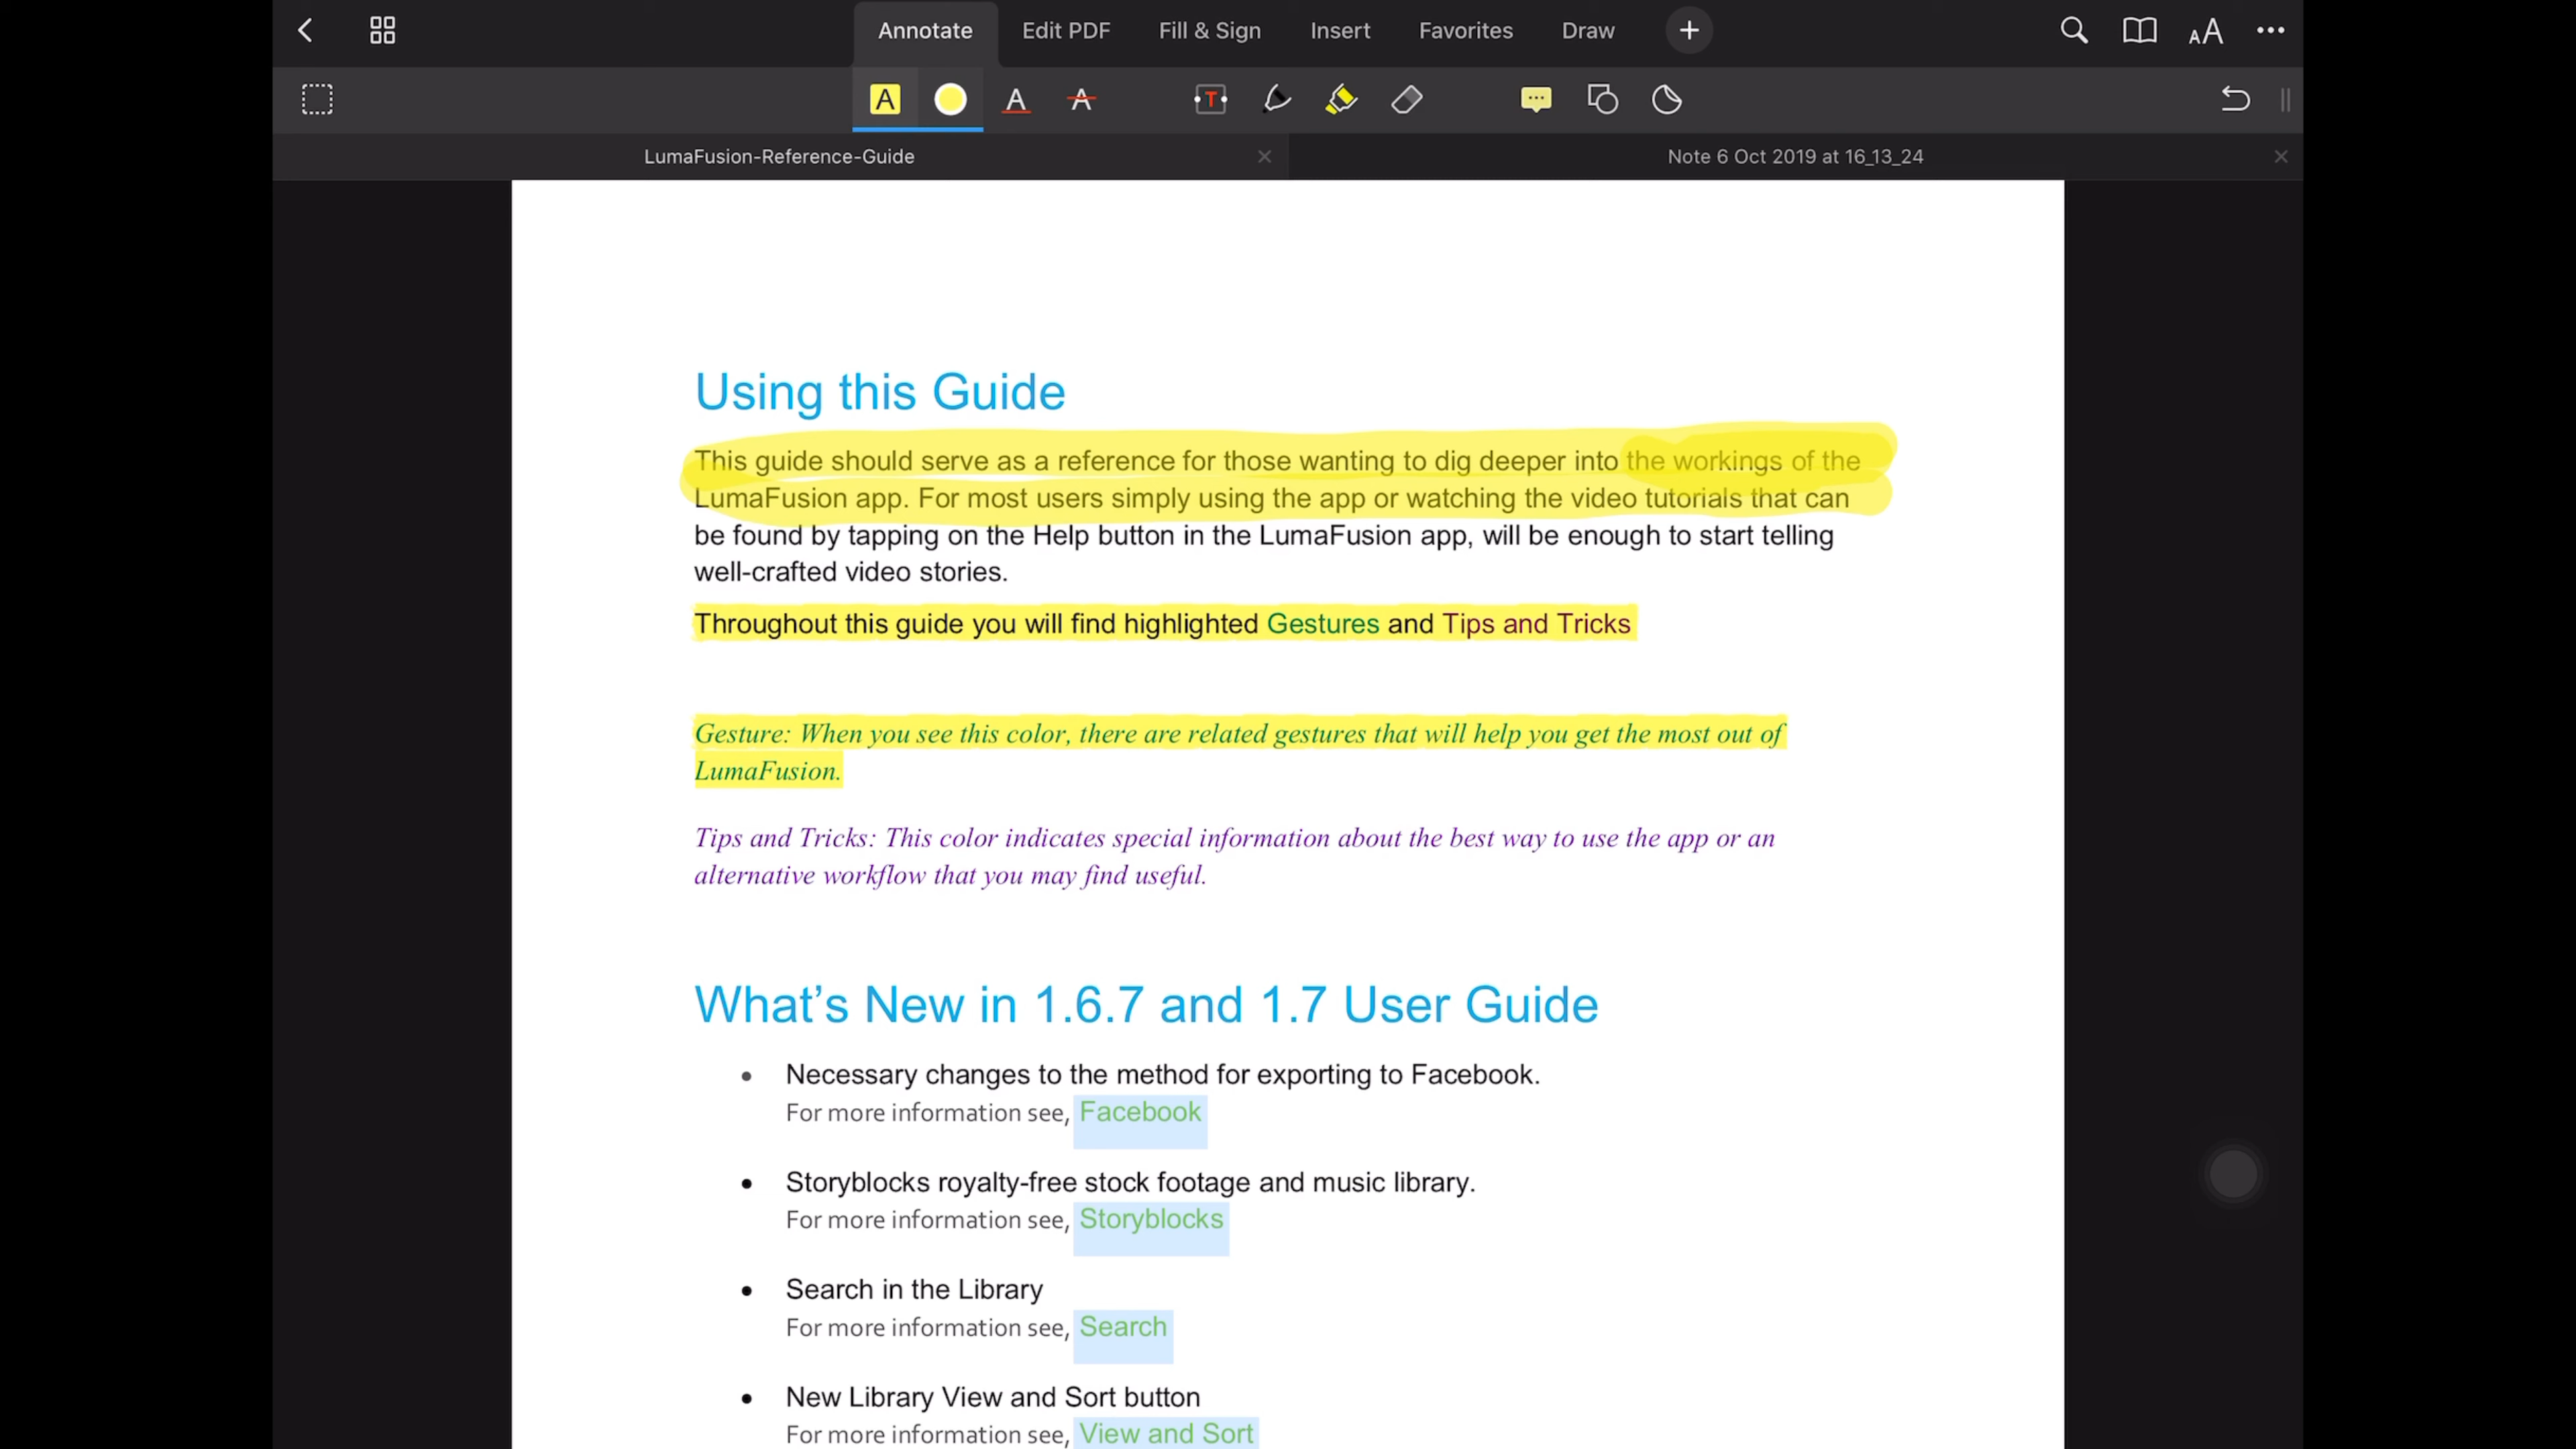 Annotate Edit PDF Fill & Sign Insert Favorites Draw
AA
A A A T
LumaFusion-Reference-Guide
Note 6 Oct 2019 at 16_13_24
Using this Guide
This guide should serve as a reference for those wanting to dig deeper into the workings of the
LumaFusion app. For most users simply using the app or watching the video tutorials that can
be found by tapping on the Help button in the LumaFusion app, will be enough to start telling
well-crafted video stories.
Throughout this guide you will find highlighted Gestures and Tips and Tricks
Gesture: When you see this color, there are related gestures that will help you get the most out of
LumaFusion.
Tips and Tricks: This color indicates special information about the best way to use the app or an
alternative workflow that you may find useful.
What’s New in 1.6.7 and 1.7 User Guide
• Necessary changes to the method for exporting to Facebook.
For more information see, Facebook
• Storyblocks royalty-free stock footage and music library.
For more information see, Storyblocks
• Search in the Library
For more information see, Search
• New Library View and Sort button
For more information see, View and Sort